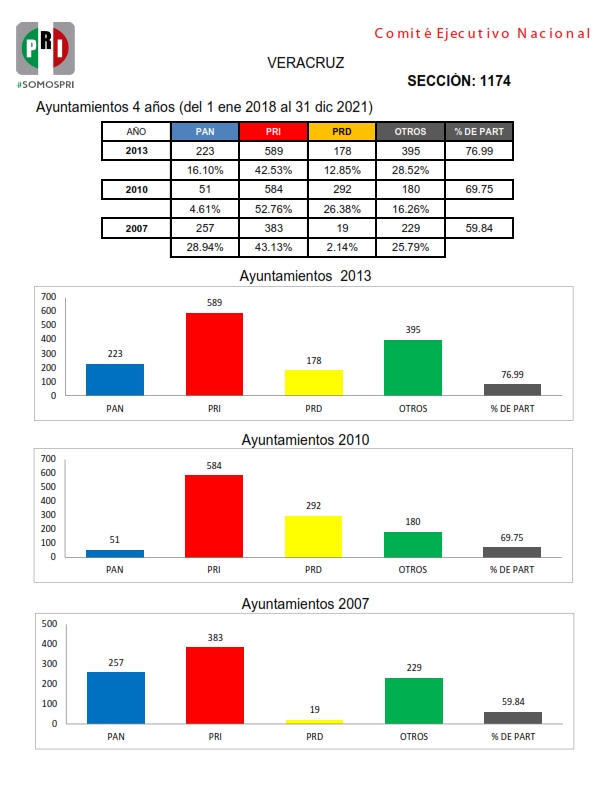 PRI
#SOMOSPRI
Comité Ejecutivo Nacional
VERACRUZ
SECCIÓN: 1174
Ayuntamientos 4 años (del 1 ene 2018 al 31 dic 2021)
AÑO PAN PRI PRD OTROS % DE PART
2013 223 589 178 395 76.99
16.10% 42.53% 12.85% 28.52%
2010 51 584 292 180 69.75
4.61% 52.76% 26.38% 16.26%
2007 257 383 19 229 59.84
28.94% 43.13% 2.14% 25.79%
Ayuntamientos 2013
700
600
500
400
300
200
100
0
223 589 178 395 76.99
PAN PRI PRD OTROS % DE PART
Ayuntamientos 2010
700
600
500
400
300
200
100
0
51 584 292 180 69.75
PAN PRI PRD OTROS % DE PART
Ayuntamientos 2007
500
400
300
200
100
0
257 383 19 229 59.84
PAN PRI PRD OTROS % DE PART